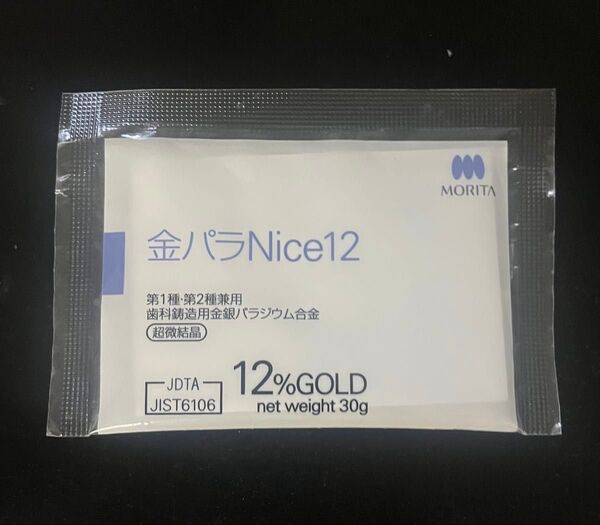 MORITA
金パラNice12
第1種・第2種兼用
歯科鋳造用金銀パラジウム合金
超微結晶
JDTA
JIST6106
12%GOLD
net weight 30g